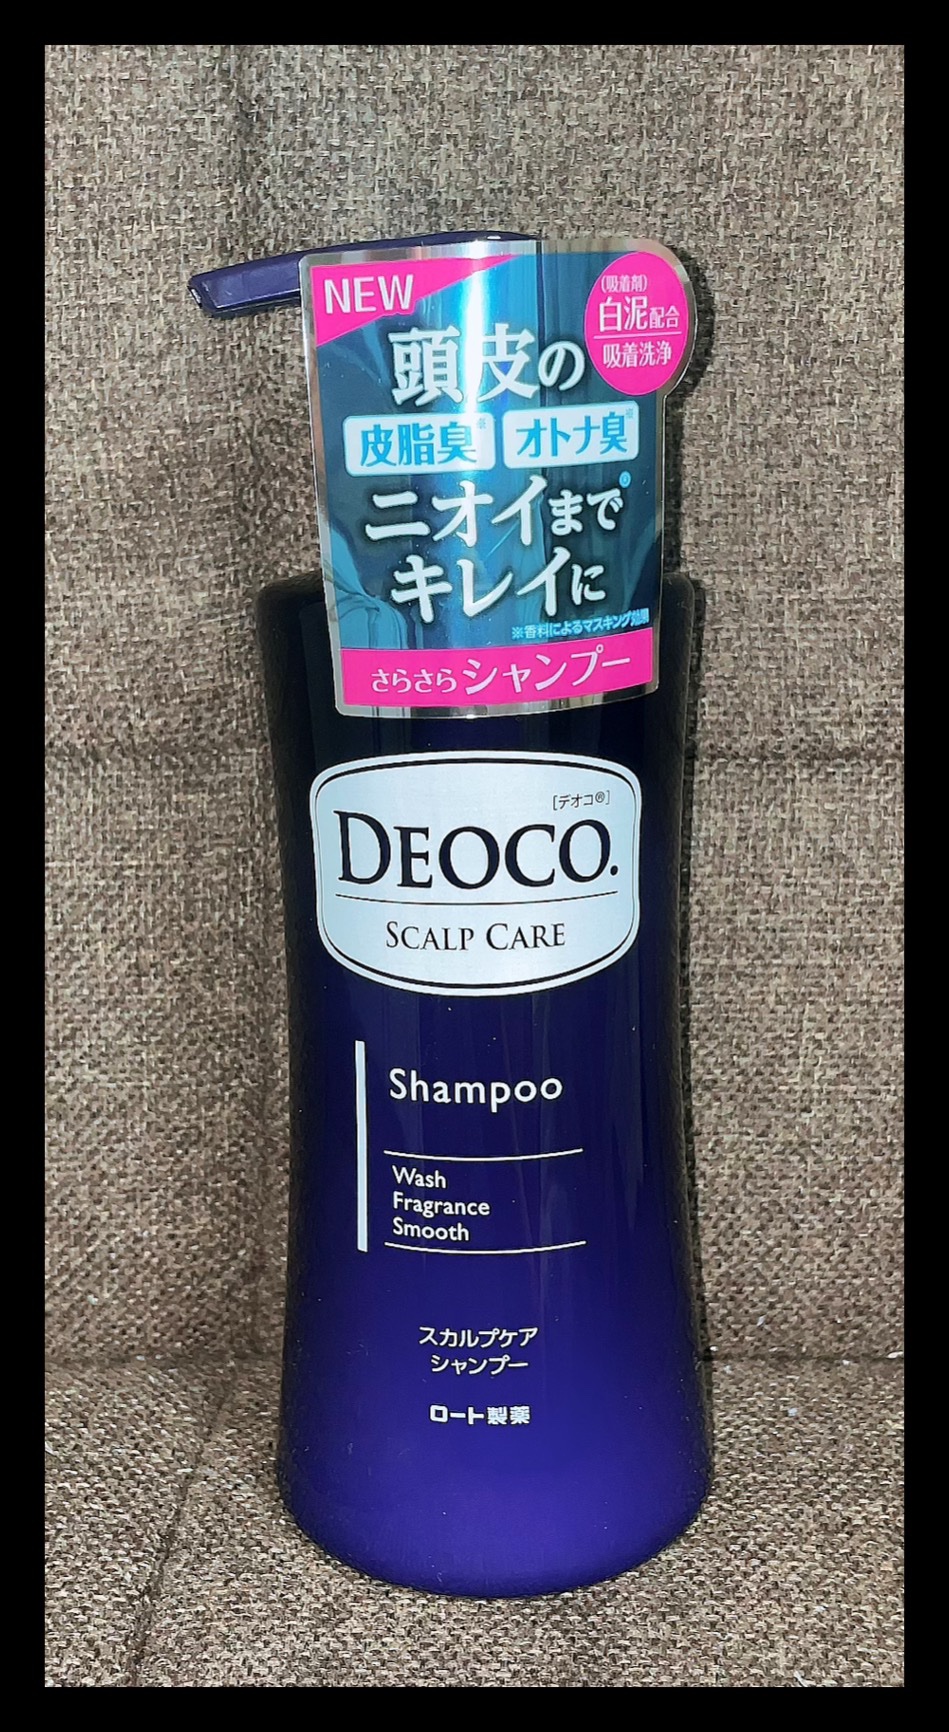 NEW
(吸着剤)
白泥配合
吸着洗浄
頭皮の
皮脂臭※ オトナ臭※
ニオイまで
キレイに
※香料によるマスキング効果
さらさらシャンプー
[デオコ®]
DEOCO.
SCALP CARE
Shampoo
Wash
Fragrance
Smooth
スカルプケア
シャンプー
ロート製薬